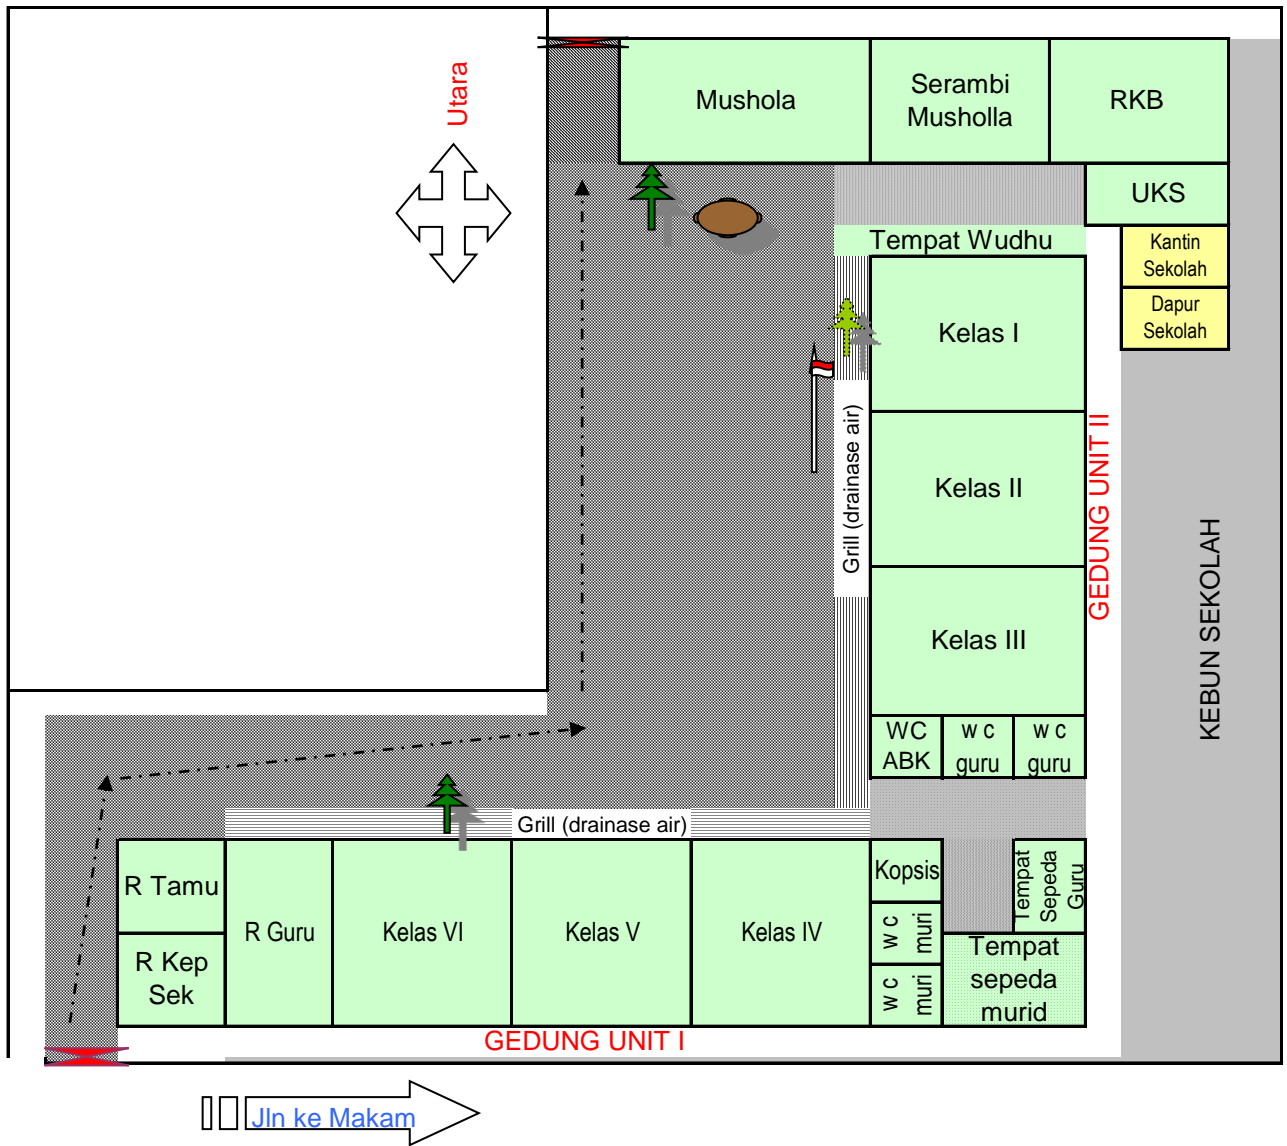 Utara
Mushola
Serambi
Musholla
RKB
UKS
Tempat Wudhu
Kantin
Sekolah
Dapur
Sekolah
Kelas I
Grill (drainase air)
Kelas II
GEDUNG UNIT II
KEBUN SEKOLAH
Kelas III
WC
ABK
w c
guru
w c
guru
Grill (drainase air)
R Tamu
R Kep
Sek
R Guru
Kelas VI
Kelas V
Kelas IV
Kopsis
w c
muri
w c
muri
Tempat
Sepeda
Guru
Tempat
sepeda
murid
GEDUNG UNIT I
Jln ke Makam